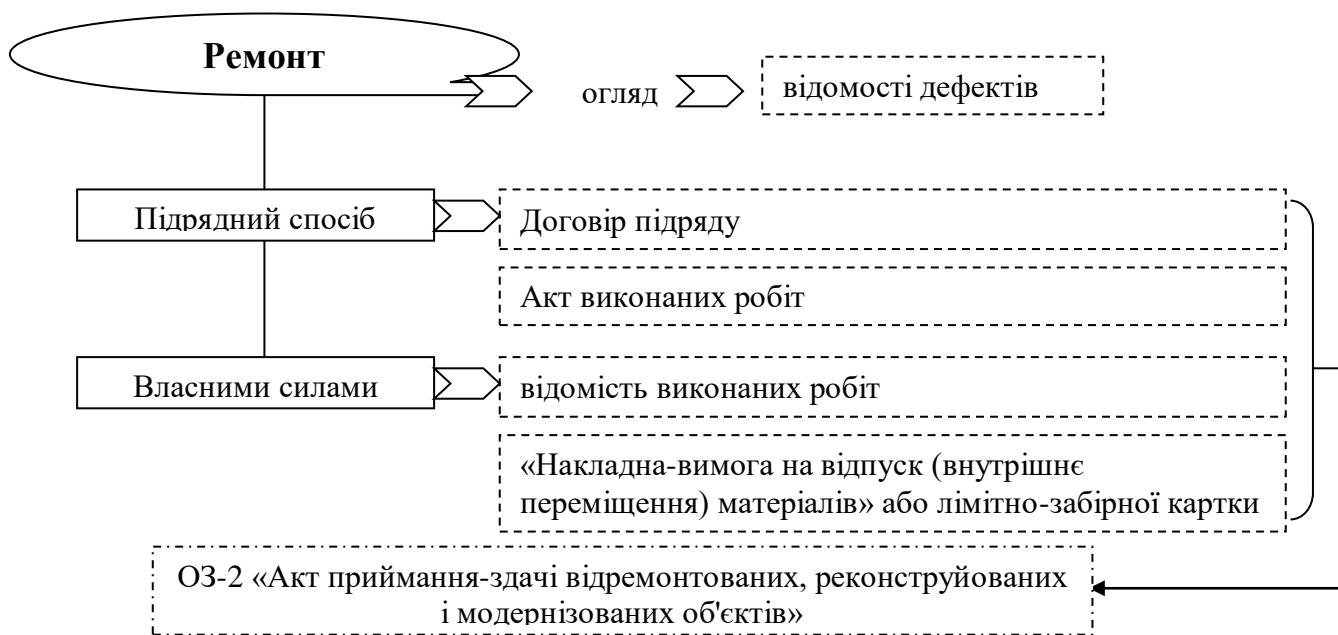 Ремонт
огляд
відомості дефектів
Підрядний спосіб
Договір підряду
Акт виконаних робіт
Власними силами
відомість виконаних робіт
«Накладна-вимога на відпуск (внутрішнє
переміщення) матеріалів» або лімітно-забірної картки
ОЗ-2 «Акт приймання-здачі відремонтованих, реконструйованих
і модернізованих об'єктів»